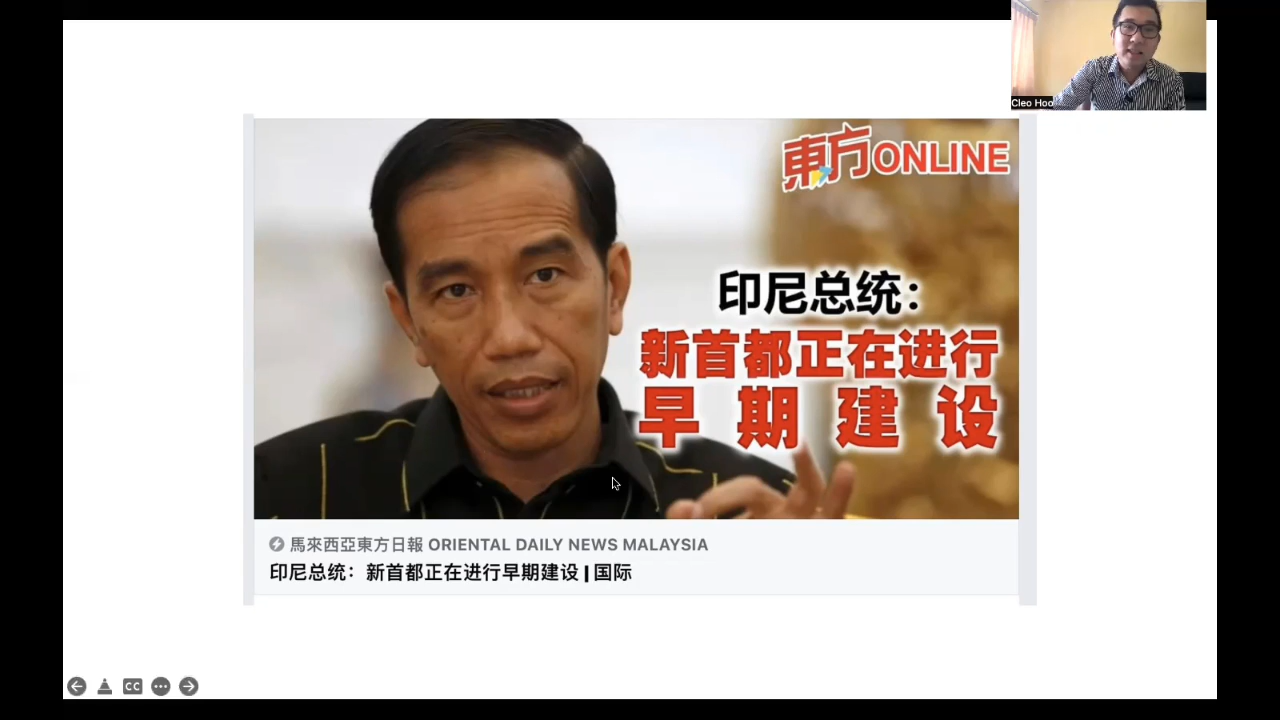 Cleo Hoo
東方ONLINE
印尼总统：
新首都正在进行
早期建设
馬來西亞東方日報 ORIENTAL DAILY NEWS MALAYSIA
印尼总统：新首都正在进行早期建设 | 国际
CC